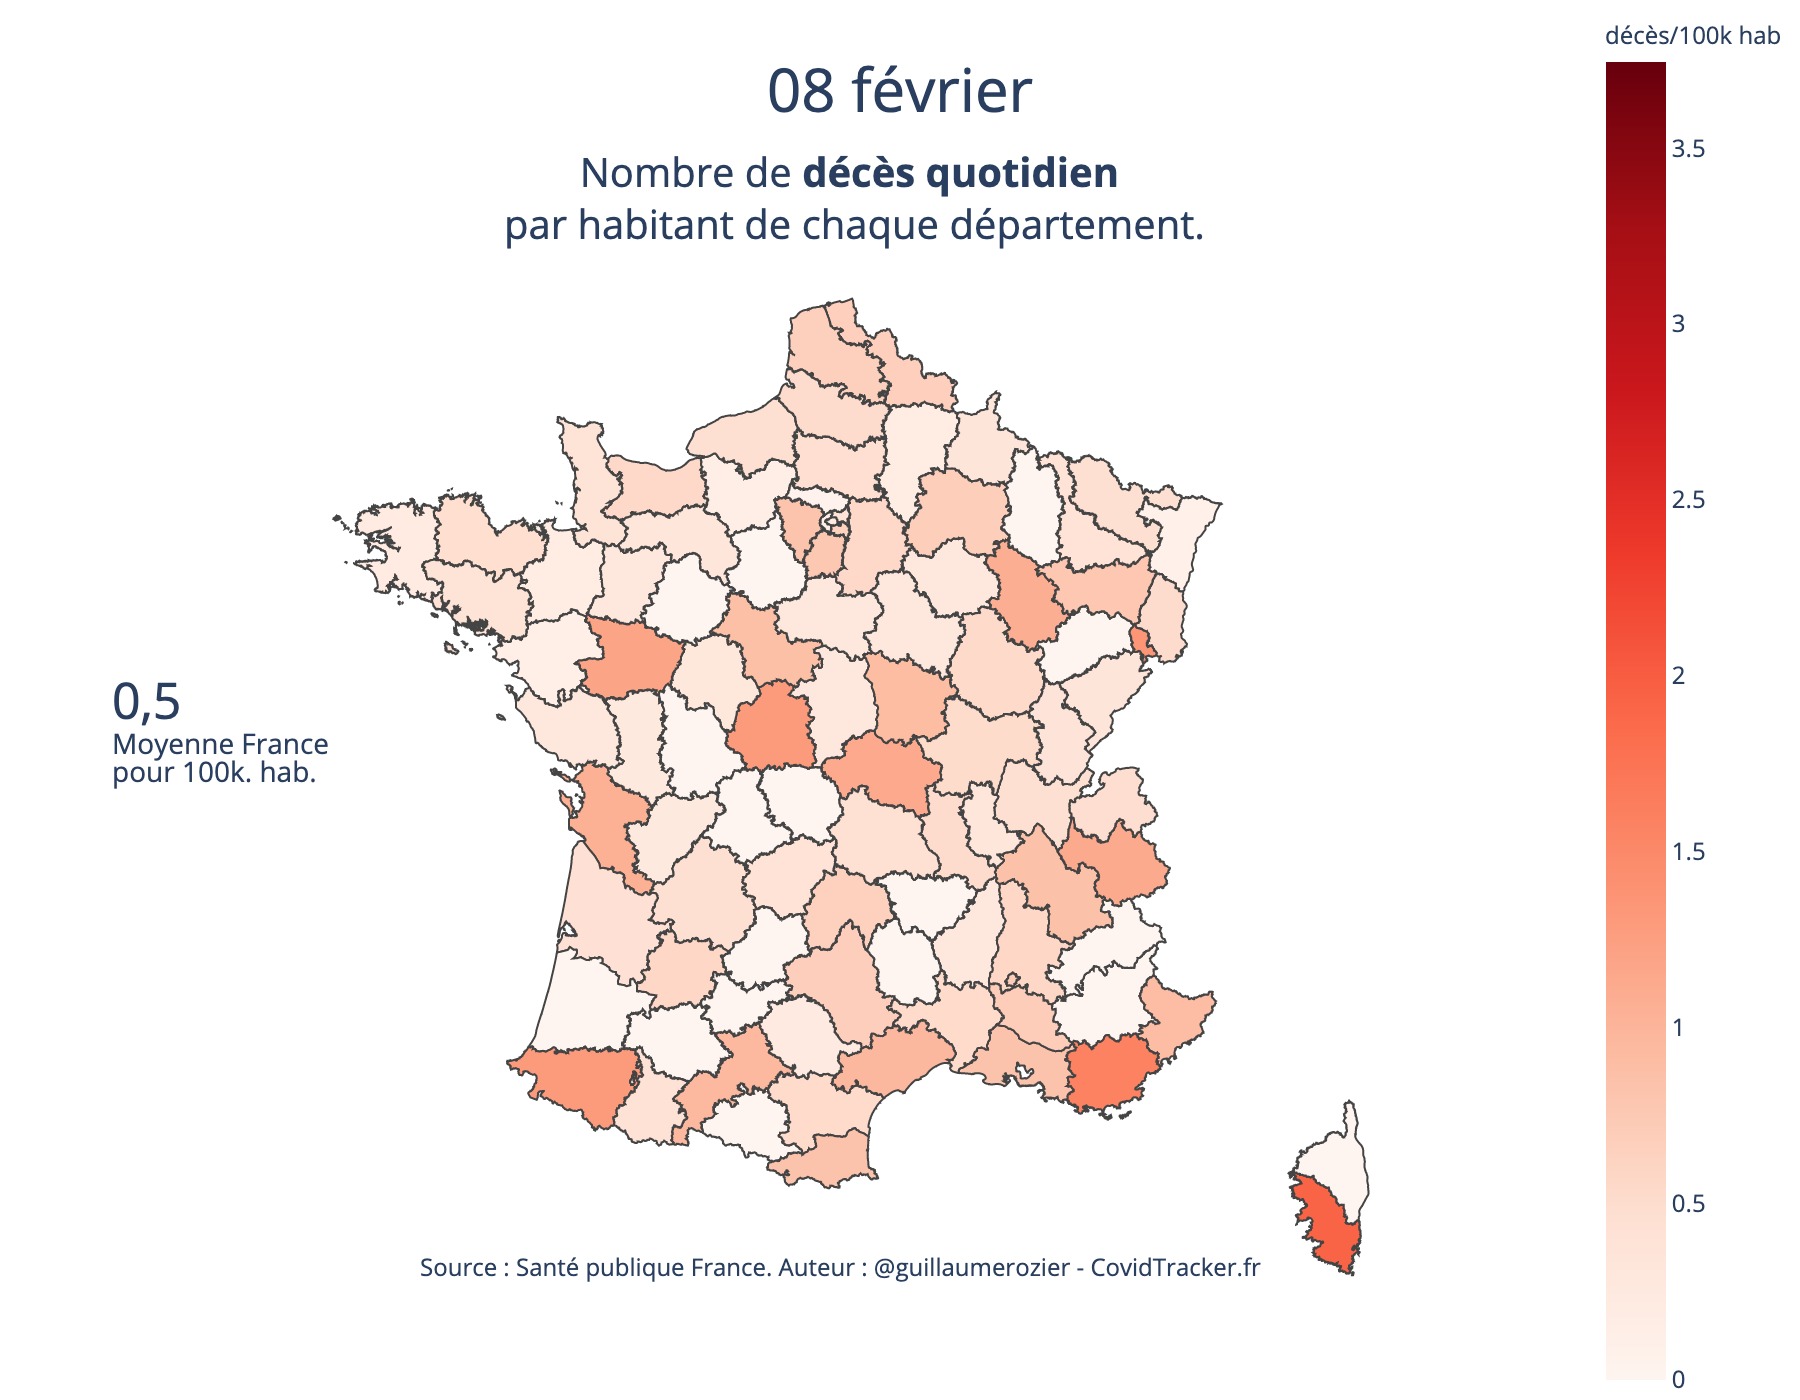 décès/100k hab
08 février
Nombre de décès quotidien
par habitant de chaque département.
3.5
3
2.5
2
1.5
1
0.5
0
0,5
Moyenne France
pour 100k. hab.
Source : Santé publique France. Auteur : @guillaumerozier - CovidTracker.fr